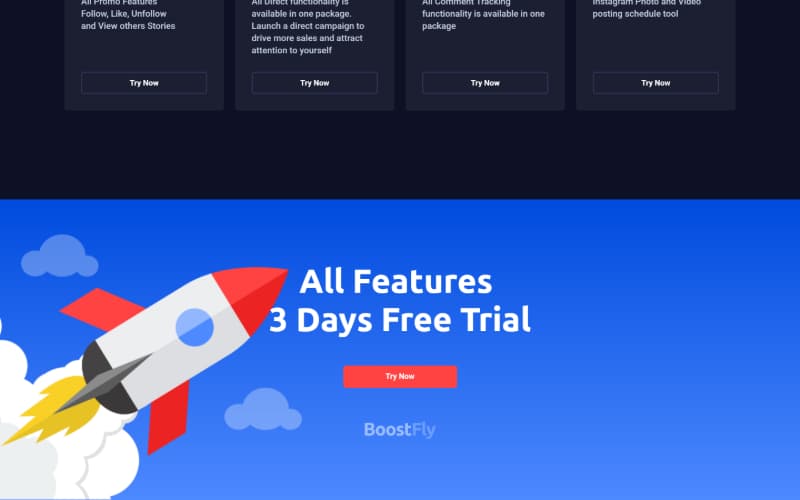 All Promo Features
Follow, Like, Unfollow
and View others Stories
Try Now
All Direct functionality is
available in one package.
Launch a direct campaign to
drive more sales and attract
attention to yourself
Try Now
All Comment Tracking
functionality is available in one
package
Try Now
Instagram Photo and Video
posting schedule tool
Try Now
All Features
3 Days Free Trial
Try Now
BoostFly